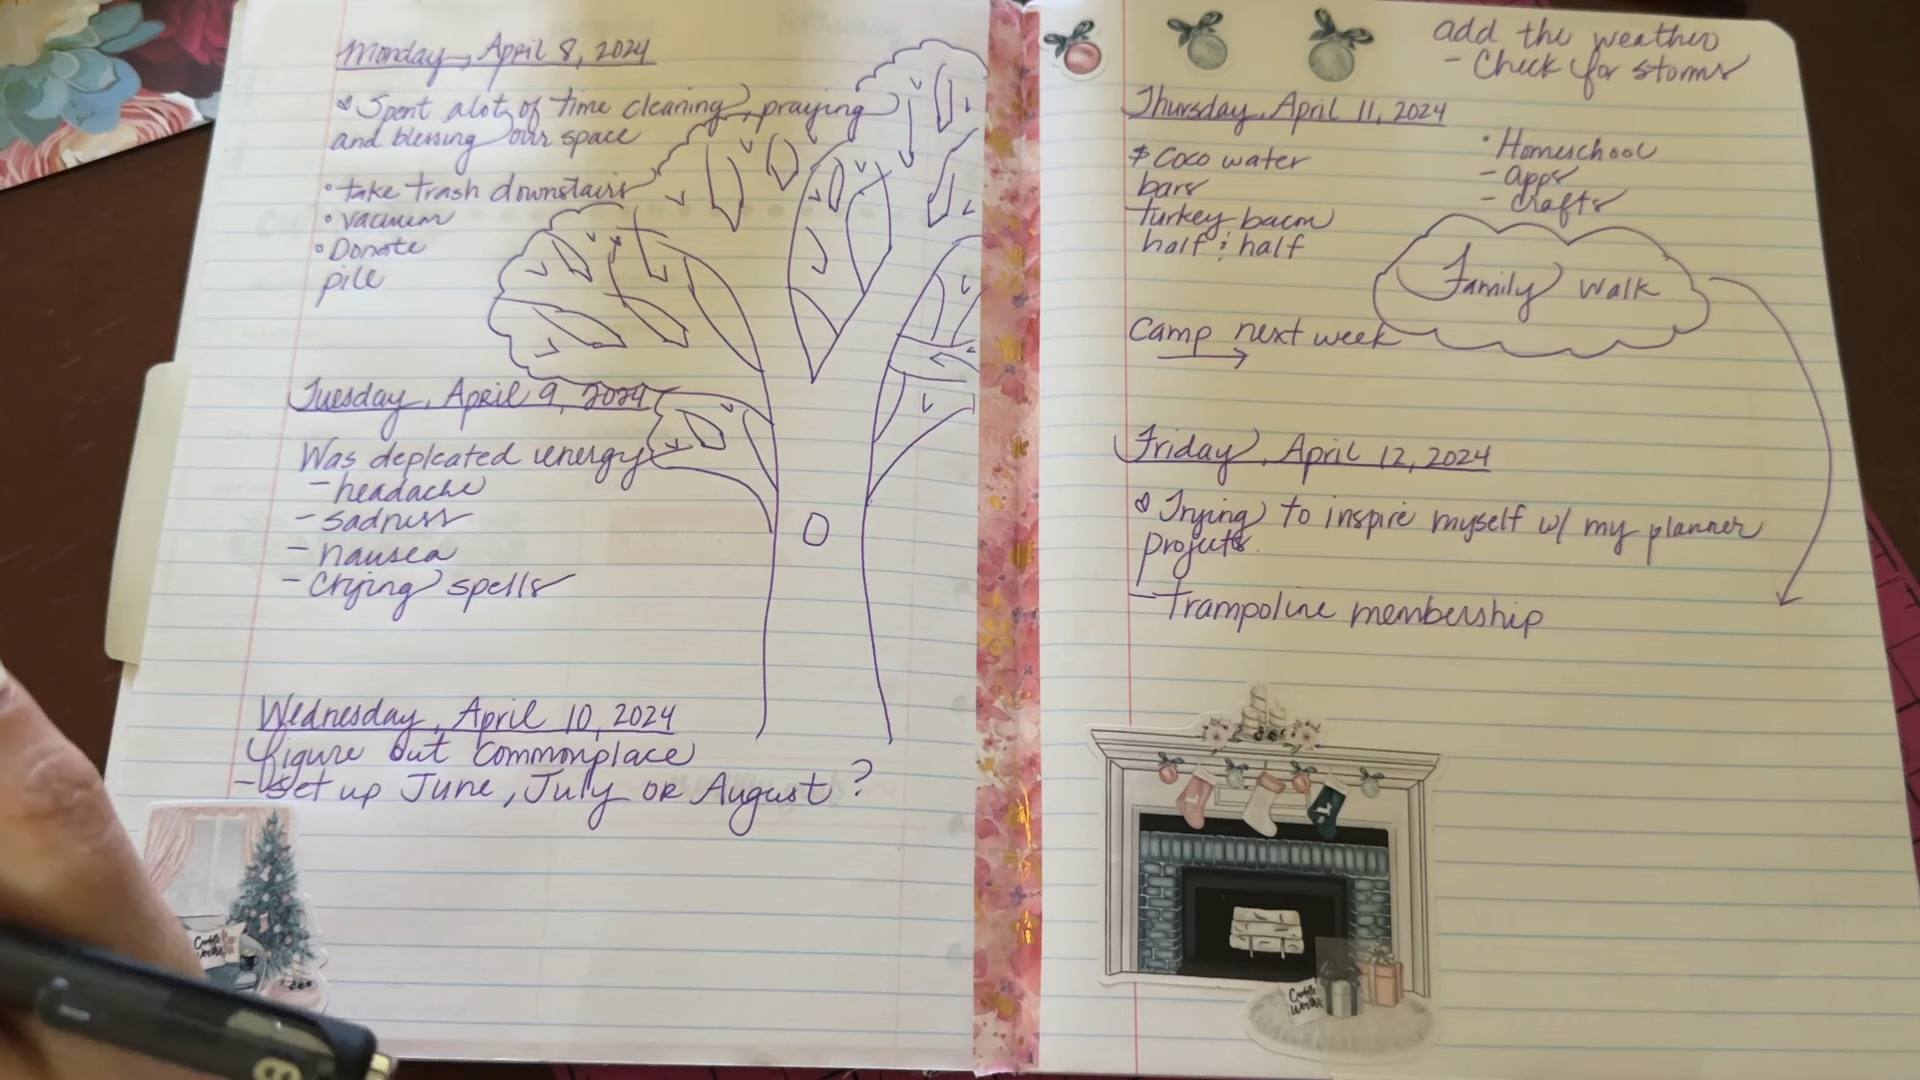 Monday, April 8, 2024
Spent alot of time cleaning, praying
and blessing our space
• take trash downstairs
• vacuum
• Donate
pile
Tuesday, April 9, 2024
Was depleated energy
- headache
- sadness
- nausea
- Crying spells
Wednesday, April 10, 2024
figure out commonplace
- Set up June, July or August?
add the weather
- Check for storms
Thursday, April 11, 2024
$ Coco water
bars
turkey bacon
half & half
• Homeschool
- apps
- crafts
Family Walk
Camp next week
Friday, April 12, 2024
Trying to inspire myself w/ my planner
projects.
- Trampoline membership